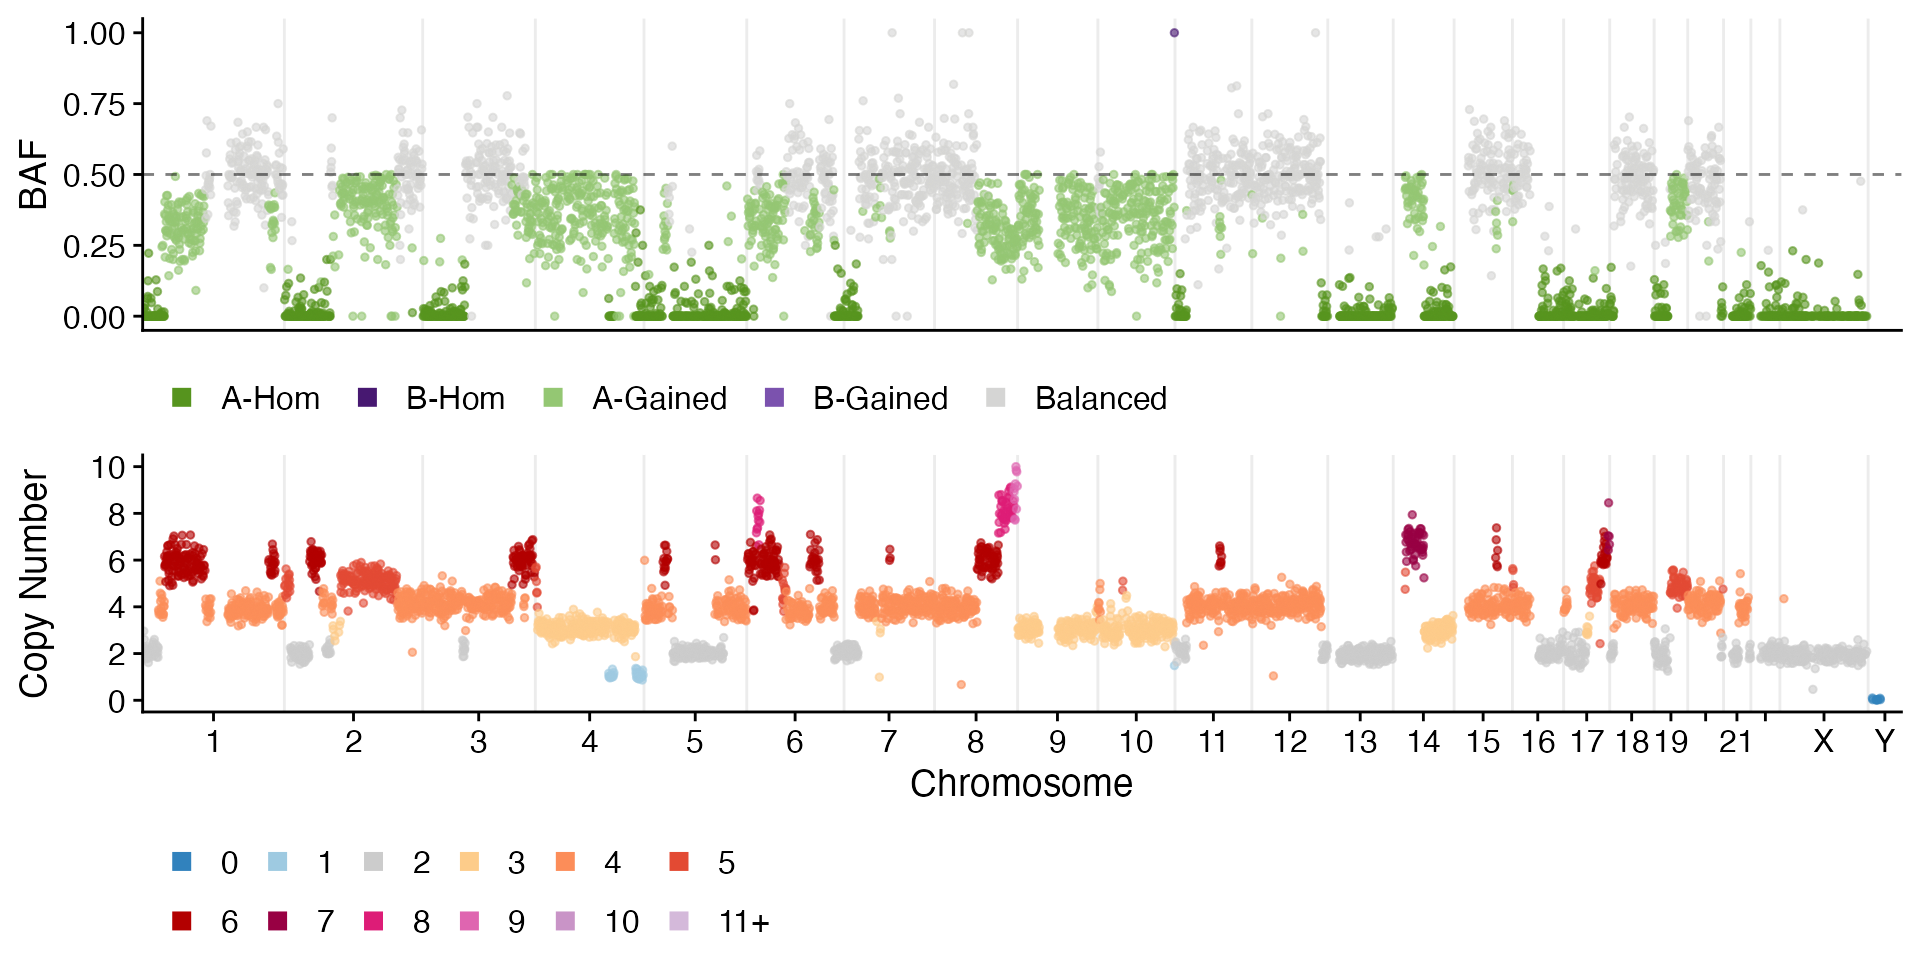 1.00
0.75
0.50
0.25
0.00
BAF
A-Hom B-Hom A-Gained B-Gained Balanced
10
8
6
4
2
0
Copy Number
1 2 3 4 5 6 7 8 9 10 11 12 13 14 15 16 17 18 19 21 X Y
Chromosome
0 1 2 3 4 5
6 7 8 9 10 11+